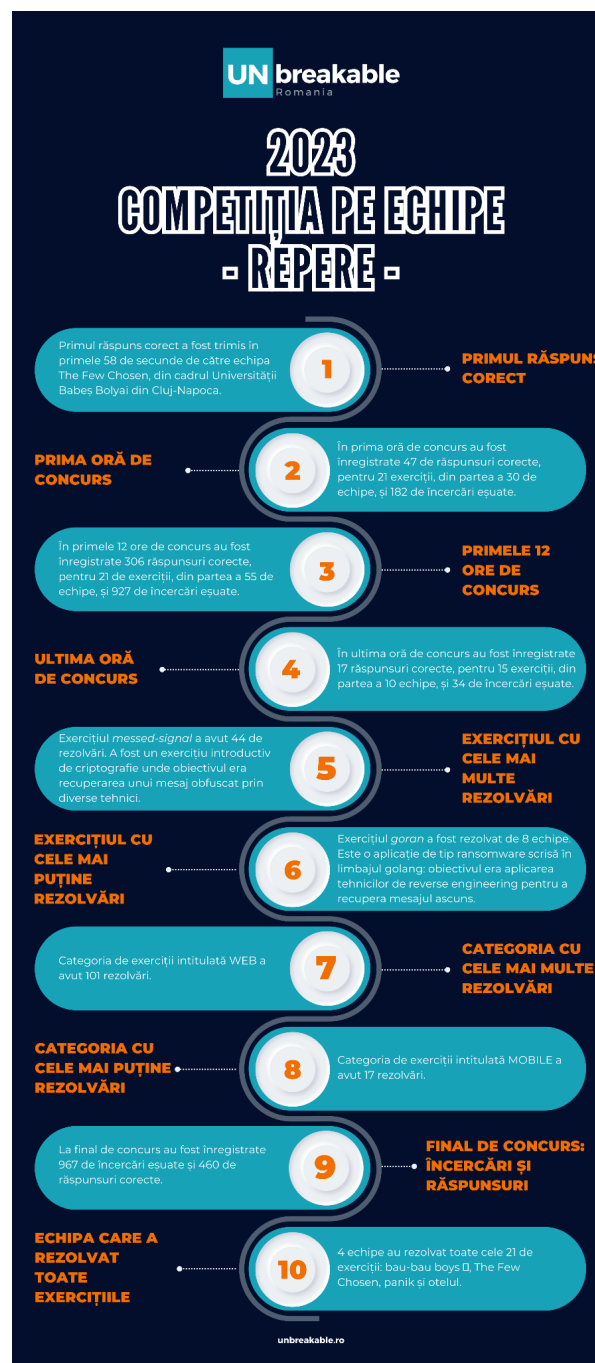 UN breakable
Romania
2023
COMPETIȚIA PE ECHIPE
- REPERE -
Primul răspuns corect a fost trimis în
primele 58 de secunde de către echipa
The Few Chosen, din cadrul Universității
Babeș Bolyai din Cluj-Napoca.
1
PRIMUL RĂSPUNS
CORECT
PRIMA ORĂ DE
CONCURS
2
În prima oră de concurs au fost
înregistrate 47 de răspunsuri corecte,
pentru 21 exerciții, din partea a 30 de
echipe, și 182 de încercări eșuate.
În primele 12 ore de concurs au fost
înregistrate 306 răspunsuri corecte,
pentru 21 de exerciții, din partea a 55 de
echipe, și 927 de încercări eșuate.
3
PRIMELE 12
ORE DE
CONCURS
ULTIMA ORĂ
DE CONCURS
4
În ultima oră de concurs au fost înregistrate
17 răspunsuri corecte, pentru 15 exerciții, din
partea a 10 echipe, și 34 de încercări eșuate.
Exercițiul messed-signal a avut 44 de
rezolvări. A fost un exercițiu introductiv
de criptografie unde obiectivul era
recuperarea unui mesaj obfuscat prin
diverse tehnici.
5
EXERCIȚIUL CU
CELE MAI
MULTE
REZOLVĂRI
EXERCIȚIUL CU
CELE MAI
PUȚINE
REZOLVĂRI
6
Exercițiul goran a fost rezolvat de 8 echipe.
Este o aplicație de tip ransomware scrisă în
limbajul golang: obiectivul era aplicarea
tehnicilor de reverse engineering pentru a
recupera mesajul ascuns.
Categoria de exerciții intitulată WEB a
avut 101 rezolvări.
7
CATEGORIA CU
CELE MAI MULTE
REZOLVĂRI
CATEGORIA CU
CELE MAI PUȚINE
REZOLVĂRI
8
Categoria de exerciții intitulată MOBILE a
avut 17 rezolvări.
La final de concurs au fost înregistrate
967 de încercări eșuate și 460 de
răspunsuri corecte.
9
FINAL DE CONCURS:
ÎNCERCĂRI ȘI
RĂSPUNSURI
ECHIPA CARE A
REZOLVAT
TOATE
EXERCIȚIILE
10
4 echipe au rezolvat toate cele 21 de
exerciții: bau-bau boys ▯, The Few
Chosen, panik și otelul.
unbreakable.ro